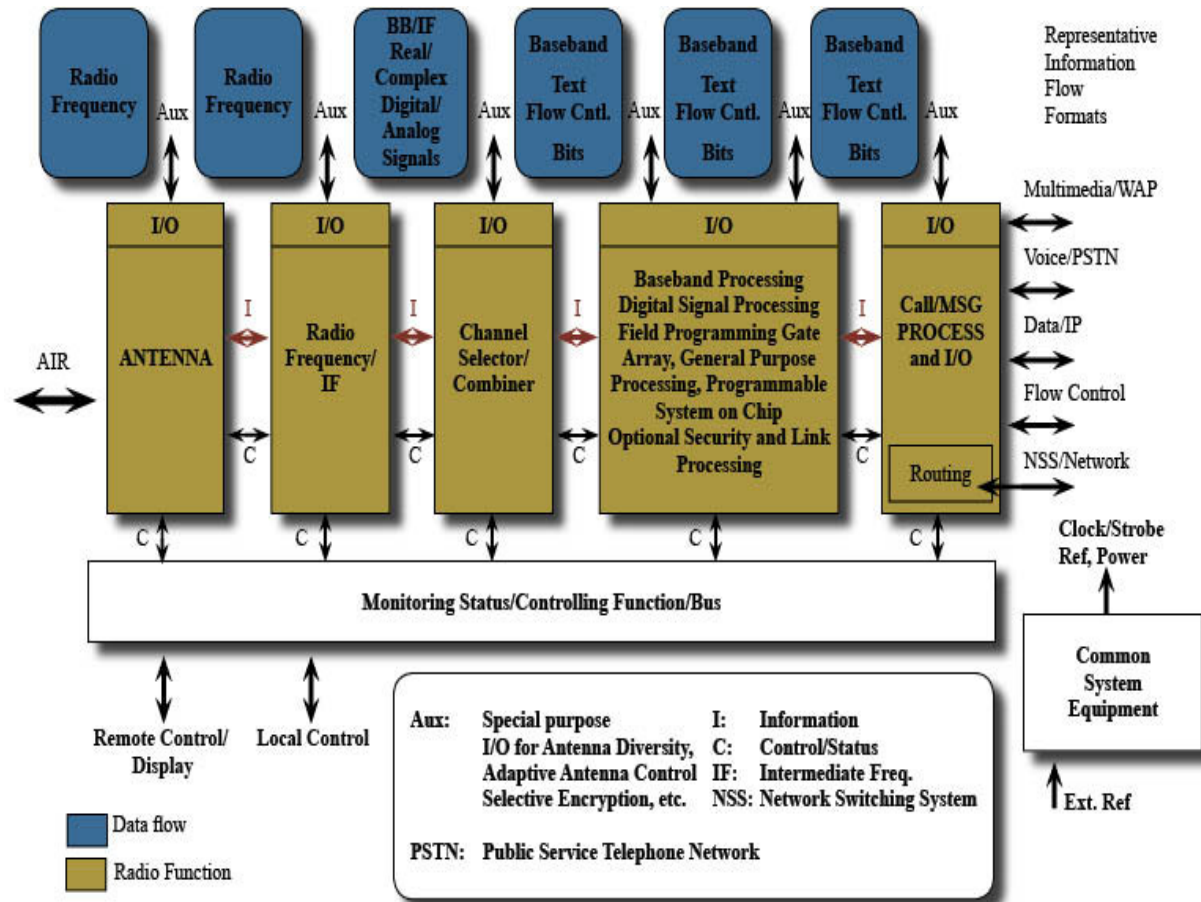 Radio
Frequency
Aux
Radio
Frequency
Aux
BB/IF
Real/
Complex
Digital/
Analog
Signals
Aux
Baseband
Text
Flow Cntl.
Bits
Aux
Baseband
Text
Flow Cntl.
Bits
Aux
Baseband
Text
Flow Cntl.
Bits
Aux
Representative
Information
Flow
Formats
AIR
I/O
ANTENNA
I
C
I/O
Radio
Frequency/
IF
I
C
I/O
Channel
Selector/
Combiner
I
C
I/O
Baseband Processing
Digital Signal Processing
Field Programming Gate
Array, General Purpose
Processing, Programmable
System on Chip
Optional Security and Link
Processing
I
C
I/O
Call/MSG
PROCESS
and I/O
Routing
Multimedia/WAP
Voice/PSTN
Data/IP
Flow Control
NSS/Network
C
C
C
C
C
Monitoring Status/Controlling Function/Bus
Clock/Strobe
Ref, Power
Common
System
Equipment
Ext. Ref
Remote Control/
Display
Local Control
Aux: Special purpose
I/O for Antenna Diversity,
Adaptive Antenna Control
Selective Encryption, etc.
I: Information
C: Control/Status
IF: Intermediate Freq.
NSS: Network Switching System
PSTN: Public Service Telephone Network
Data flow
Radio Function